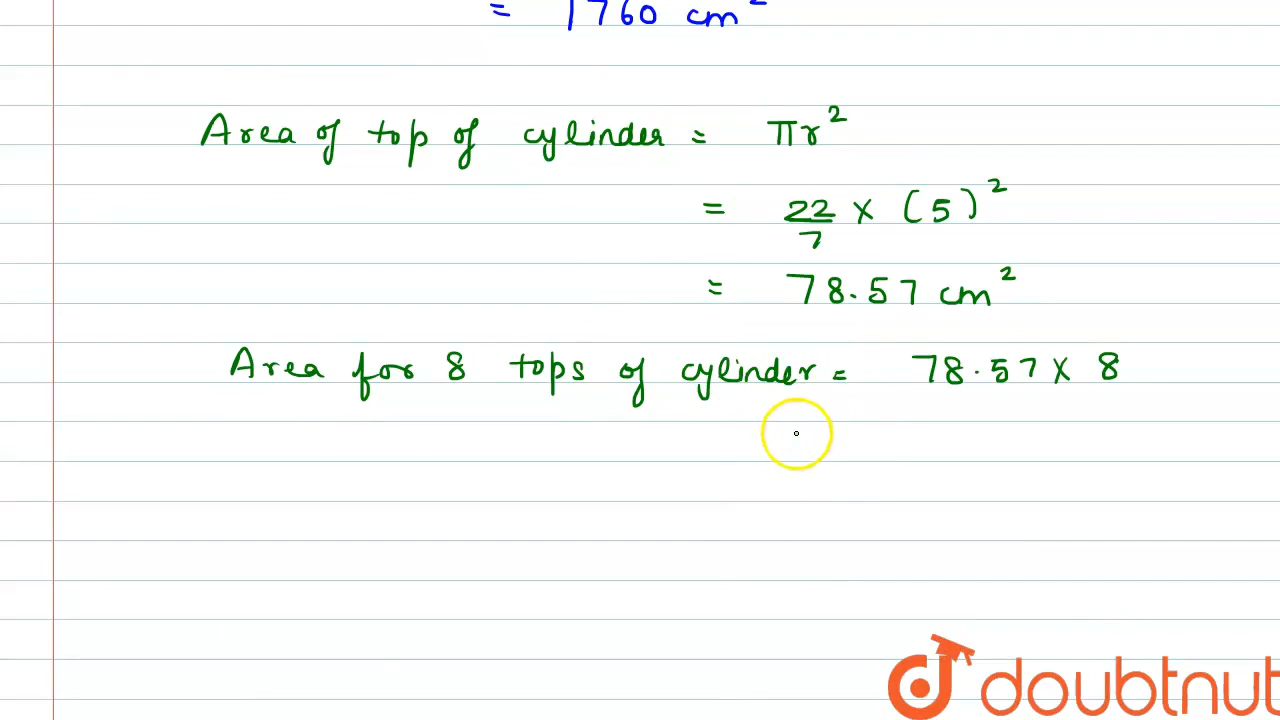 = 1760 cm²
Area of top of cylinder = πr²
= 22/7 × (5)²
= 78.57 cm²
Area for 8 tops of cylinder = 78.57 × 8
doubtnut